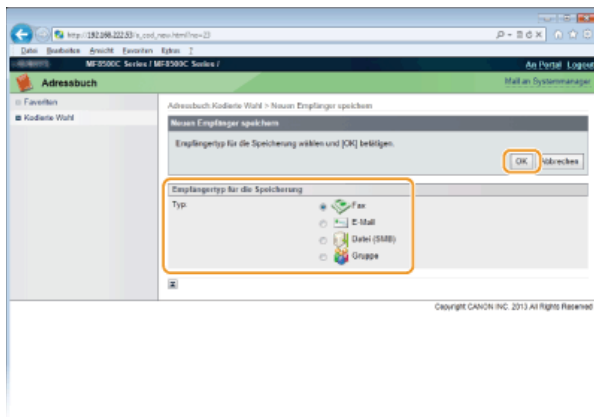 http://192.168.222.53/a_cod_new.html?no=23
Datei Bearbeiten Ansicht Favoriten Extras ?
MF8500C Series / MF8500C Series /
An Portal Logout
Adressbuch
Mail an Systemmanager
Favoriten
Kodierte Wahl
Adressbuch: Kodierte Wahl > Neuen Empfänger speichern
Neuen Empfänger speichern
Empfängertyp für die Speicherung wählen und [OK] betätigen.
OK
Abbrechen
Empfängertyp für die Speicherung
Typ:
Fax
E-Mail
Datei (SMB)
Gruppe
Copyright CANON INC. 2013 All Rights Reserved